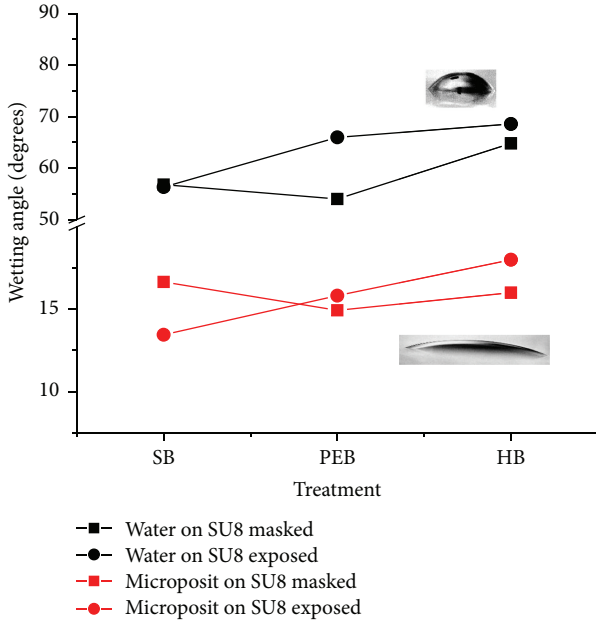 90
80
70
60
50
15
10
Wetting angle (degrees)
SB PEB HB
Treatment
Water on SU8 masked
Water on SU8 exposed
Microposit on SU8 masked
Microposit on SU8 exposed